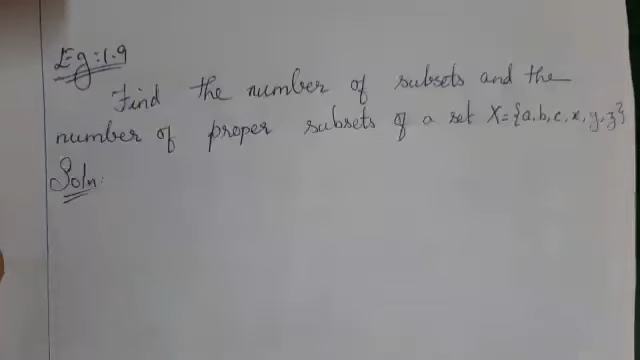 Eg:1.9
Find the number of subsets and the
number of proper subsets of a set X={a,b,c,x,y,z}
Soln: